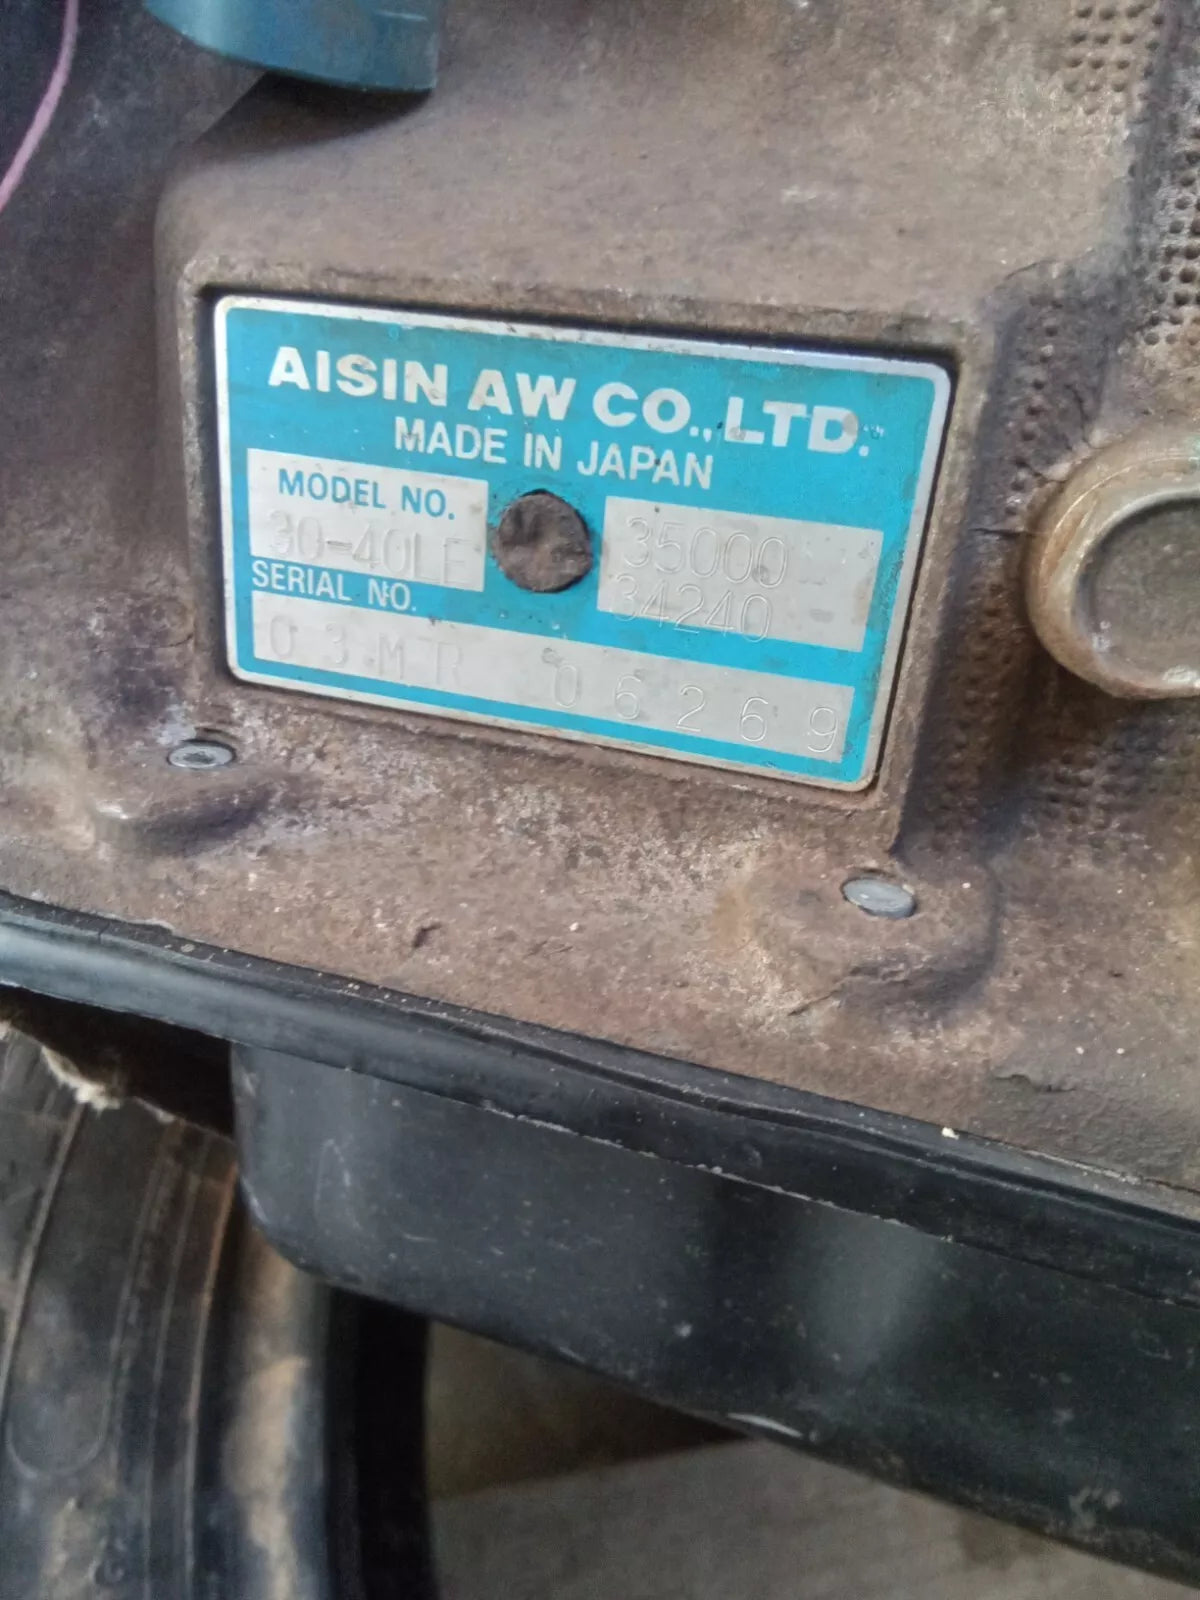 AISIN AW CO., LTD.
MADE IN JAPAN
MODEL NO.
30-40LE
35000
34240
SERIAL NO.
03MR 06269